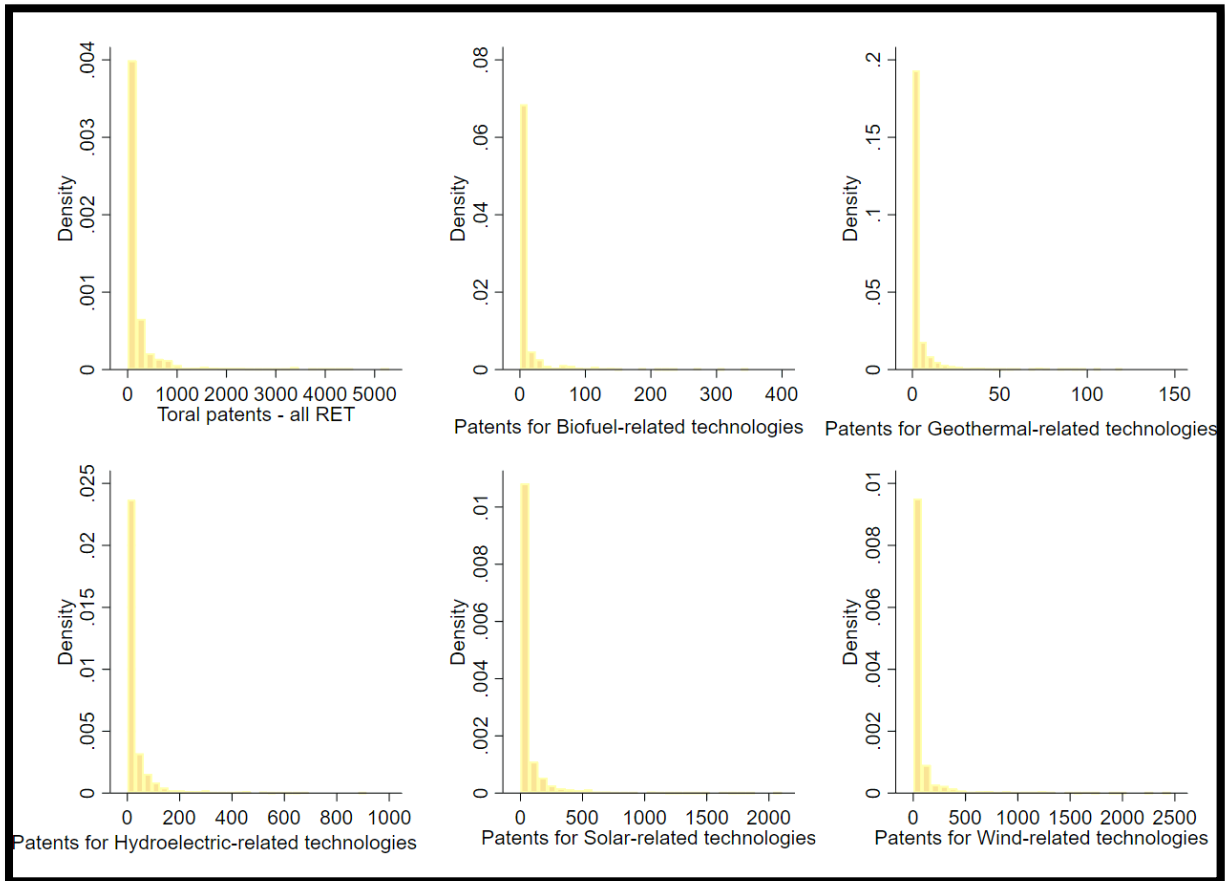 .004
.003
.002
.001
0
Density
0 1000 2000 3000 4000 5000
Toral patents - all RET
.08
.06
.04
.02
0
Density
0 100 200 300 400
Patents for Biofuel-related technologies
.2
.15
.1
.05
0
Density
0 50 100 150
Patents for Geothermal-related technologies
.025
.02
.015
.01
.005
0
Density
0 200 400 600 800 1000
Patents for Hydroelectric-related technologies
.01
.008
.006
.004
.002
0
Density
0 500 1000 1500 2000
Patents for Solar-related technologies
.01
.008
.006
.004
.002
0
Density
0 500 1000 1500 2000 2500
Patents for Wind-related technologies